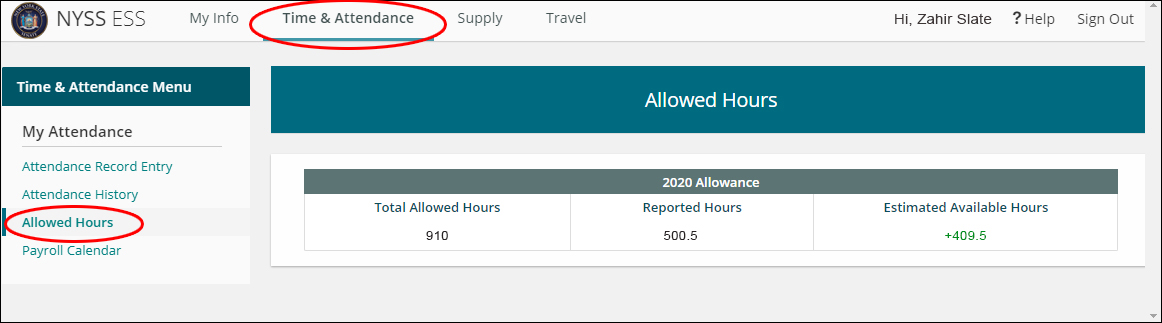 NYSS ESS My Info Time & Attendance Supply Travel Hi, Zahir Slate ? Help Sign Out
Time & Attendance Menu
My Attendance
Attendance Record Entry
Attendance History
Allowed Hours
Payroll Calendar
Allowed Hours
2020 Allowance
Total Allowed Hours Reported Hours Estimated Available Hours
910 500.5 +409.5